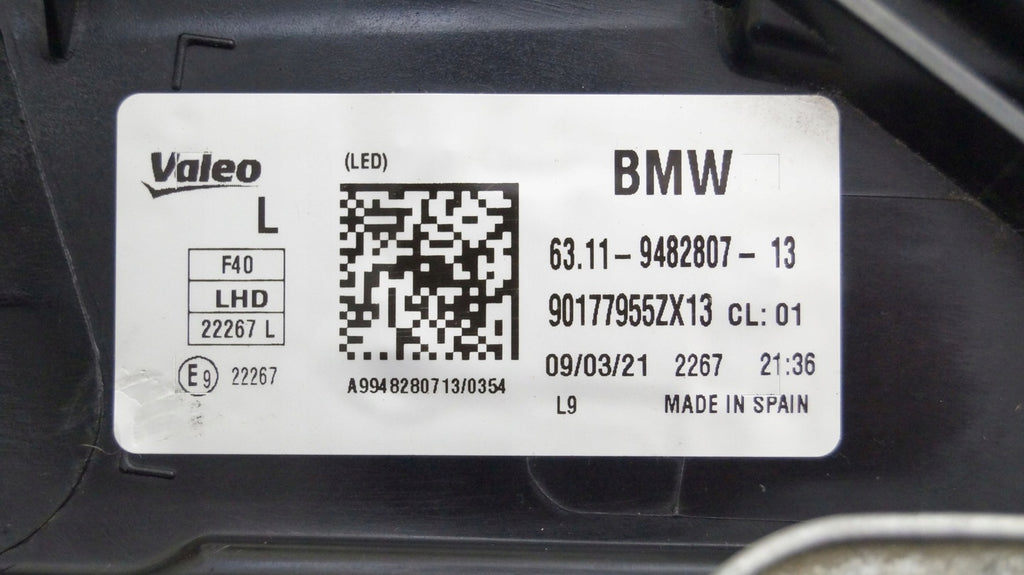 Valeo
L
F40
LHD
22267 L
E9 22267
(LED)
A9948280713/0354
BMW
63.11-9482807-13
90177955ZX13 CL: 01
09/03/21 2267 21:36
L9 MADE IN SPAIN